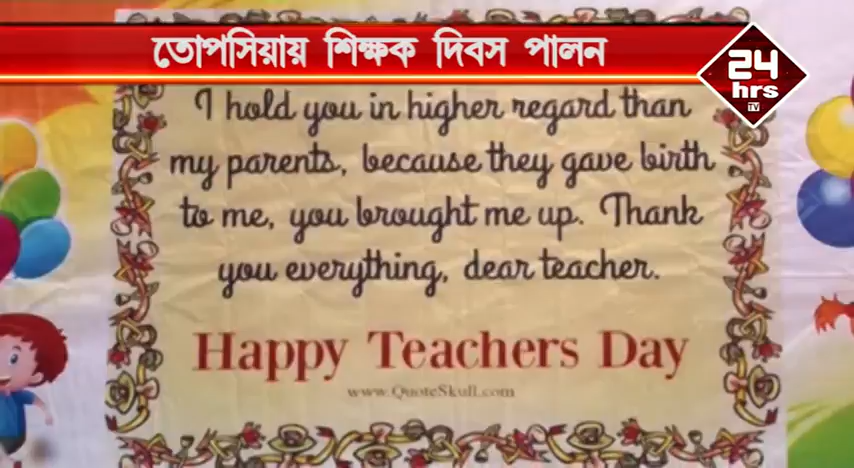 তোপসিয়ায় শিক্ষক দিবস পালন
24
hrs
TV
I hold you in higher regard than
my parents, because they gave birth
to me, you brought me up. Thank
you everything, dear teacher.
Happy Teachers Day
www.QuoteSkull.com